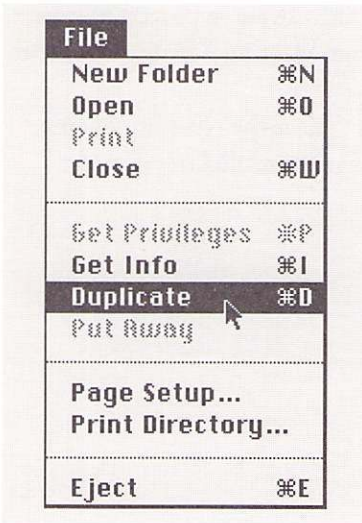 File
New Folder ⌘N
Open ⌘O
Print
Close ⌘W
Get Privileges ⌘P
Get Info ⌘I
Duplicate ⌘D
Put Away
Page Setup...
Print Directory...
Eject ⌘E